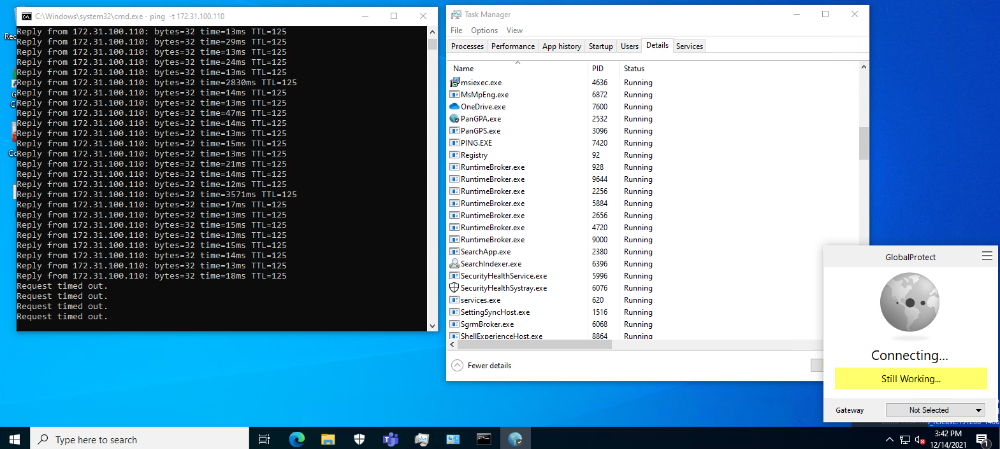 C:\Windows\system32\cmd.exe - ping  -t 172.31.100.110
Reply from 172.31.100.110: bytes=32 time=13ms TTL=125
Reply from 172.31.100.110: bytes=32 time=29ms TTL=125
Reply from 172.31.100.110: bytes=32 time=13ms TTL=125
Reply from 172.31.100.110: bytes=32 time=24ms TTL=125
Reply from 172.31.100.110: bytes=32 time=13ms TTL=125
Reply from 172.31.100.110: bytes=32 time=2830ms TTL=125
Reply from 172.31.100.110: bytes=32 time=14ms TTL=125
Reply from 172.31.100.110: bytes=32 time=13ms TTL=125
Reply from 172.31.100.110: bytes=32 time=47ms TTL=125
Reply from 172.31.100.110: bytes=32 time=14ms TTL=125
Reply from 172.31.100.110: bytes=32 time=13ms TTL=125
Reply from 172.31.100.110: bytes=32 time=15ms TTL=125
Reply from 172.31.100.110: bytes=32 time=13ms TTL=125
Reply from 172.31.100.110: bytes=32 time=21ms TTL=125
Reply from 172.31.100.110: bytes=32 time=14ms TTL=125
Reply from 172.31.100.110: bytes=32 time=12ms TTL=125
Reply from 172.31.100.110: bytes=32 time=3571ms TTL=125
Reply from 172.31.100.110: bytes=32 time=17ms TTL=125
Reply from 172.31.100.110: bytes=32 time=13ms TTL=125
Reply from 172.31.100.110: bytes=32 time=15ms TTL=125
Reply from 172.31.100.110: bytes=32 time=13ms TTL=125
Reply from 172.31.100.110: bytes=32 time=15ms TTL=125
Reply from 172.31.100.110: bytes=32 time=14ms TTL=125
Reply from 172.31.100.110: bytes=32 time=13ms TTL=125
Reply from 172.31.100.110: bytes=32 time=18ms TTL=125
Request timed out.
Request timed out.
Request timed out.
Request timed out.
Task Manager
File Options View
Processes Performance App history Startup Users Details Services
Name PID Status
msiexec.exe 4636 Running
MsMpEng.exe 6872 Running
OneDrive.exe 7600 Running
PanGPA.exe 2532 Running
PanGPS.exe 3096 Running
PING.EXE 7420 Running
Registry 92 Running
RuntimeBroker.exe 928 Running
RuntimeBroker.exe 9644 Running
RuntimeBroker.exe 2256 Running
RuntimeBroker.exe 5884 Running
RuntimeBroker.exe 2656 Running
RuntimeBroker.exe 4720 Running
RuntimeBroker.exe 9000 Running
SearchApp.exe 2380 Running
SearchIndexer.exe 6396 Running
SecurityHealthService.exe 5996 Running
SecurityHealthSystray.exe 6076 Running
services.exe 620 Running
SettingSyncHost.exe 1516 Running
SgrmBroker.exe 6068 Running
ShellExperienceHost.exe 8864 Running
Fewer details
GlobalProtect
Connecting...
Still Working...
Gateway Not Selected
Type here to search
3:42 PM
12/14/2021
1